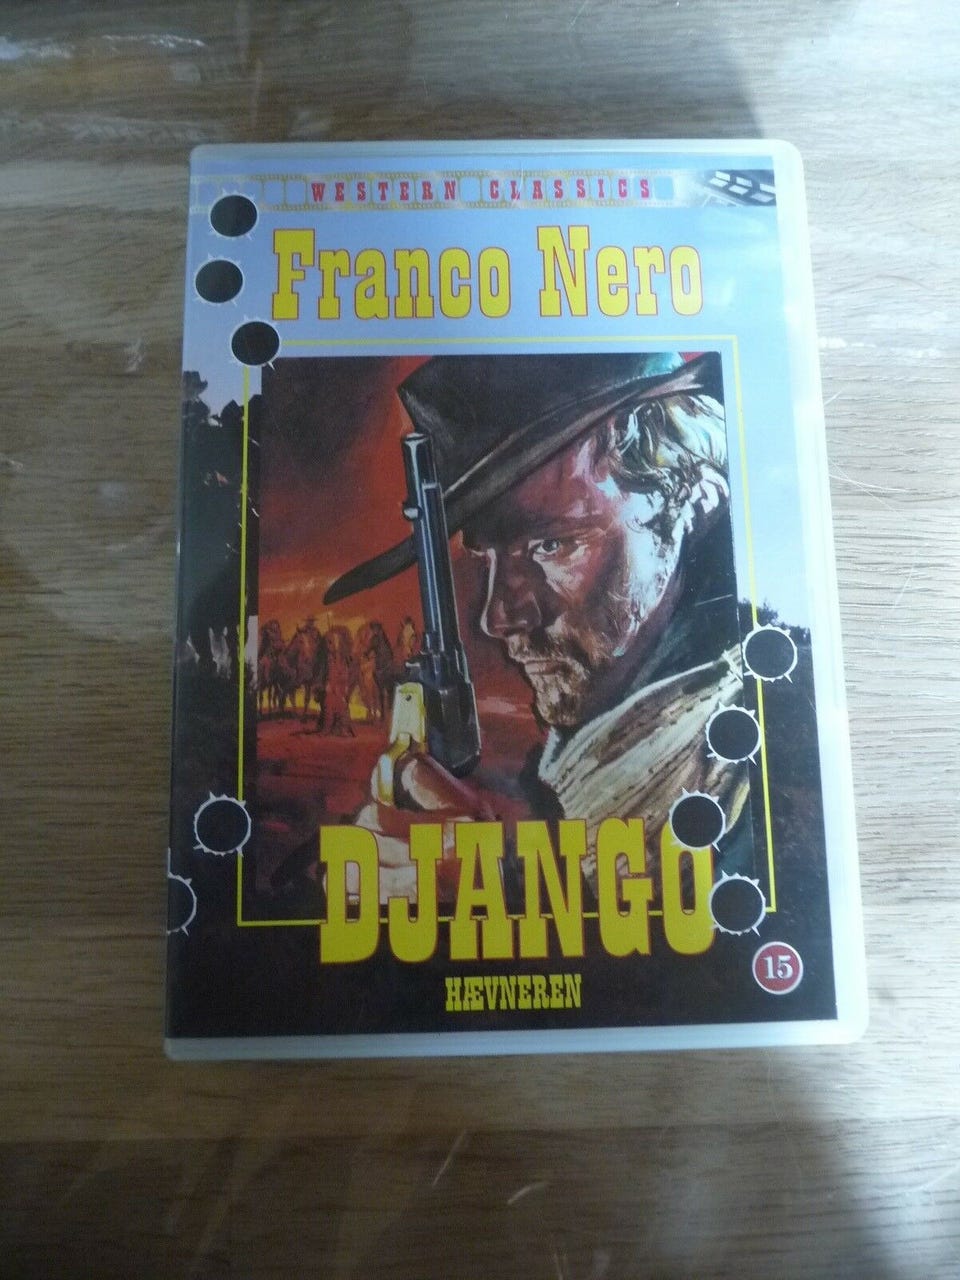 WESTERN CLASSICS
Franco Nero
DJANGO
HÆVNEREN
15